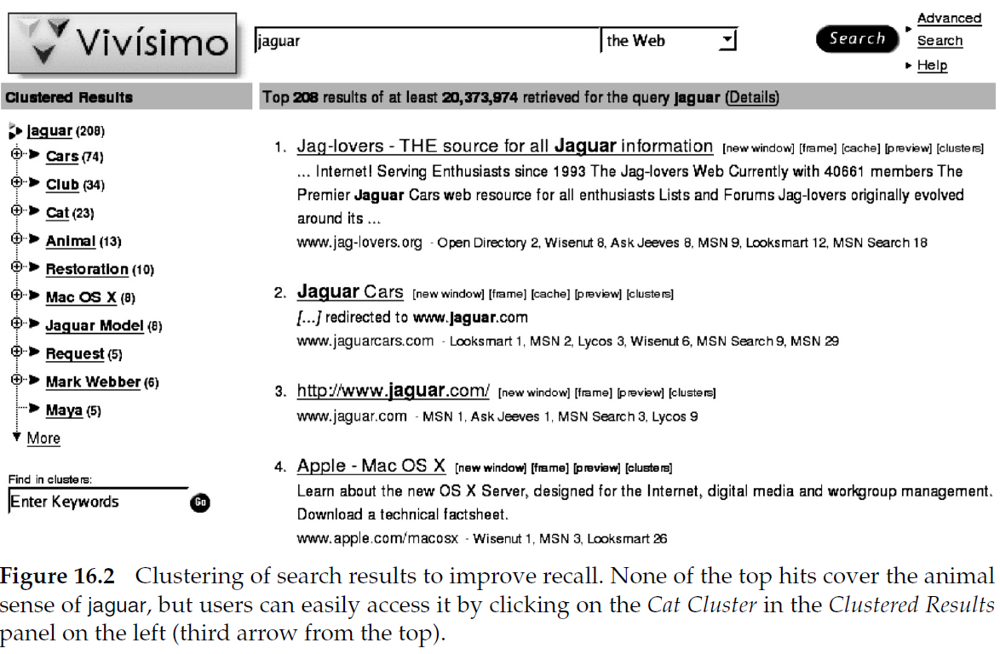 Vivísimo
jaguar
the Web
Search
Advanced
Search
Help
Clustered Results
Top 208 results of at least 20,373,974 retrieved for the query jaguar (Details)
jaguar (208)
Cars (74)
Club (34)
Cat (23)
Animal (13)
Restoration (10)
Mac OS X (8)
Jaguar Model (8)
Request (5)
Mark Webber (6)
Maya (5)
More
Find in clusters:
Enter Keywords
Go
1. Jag-lovers - THE source for all Jaguar information [new window] [frame] [cache] [preview] [clusters]
... Internet! Serving Enthusiasts since 1993 The Jag-lovers Web Currently with 40661 members The
Premier Jaguar Cars web resource for all enthusiasts Lists and Forums Jag-lovers originally evolved
around its ...
www.jag-lovers.org - Open Directory 2, Wisenut 8, Ask Jeeves 8, MSN 9, Looksmart 12, MSN Search 18
2. Jaguar Cars [new window] [frame] [cache] [preview] [clusters]
[...] redirected to www.jaguar.com
www.jaguarcars.com - Looksmart 1, MSN 2, Lycos 3, Wisenut 6, MSN Search 9, MSN 29
3. http://www.jaguar.com/ [new window] [frame] [preview] [clusters]
www.jaguar.com - MSN 1, Ask Jeeves 1, MSN Search 3, Lycos 9
4. Apple - Mac OS X [new window] [frame] [preview] [clusters]
Learn about the new OS X Server, designed for the Internet, digital media and workgroup management.
Download a technical factsheet.
www.apple.com/macosx - Wisenut 1, MSN 3, Looksmart 26
Figure 16.2 Clustering of search results to improve recall. None of the top hits cover the animal
sense of jaguar, but users can easily access it by clicking on the Cat Cluster in the Clustered Results
panel on the left (third arrow from the top).